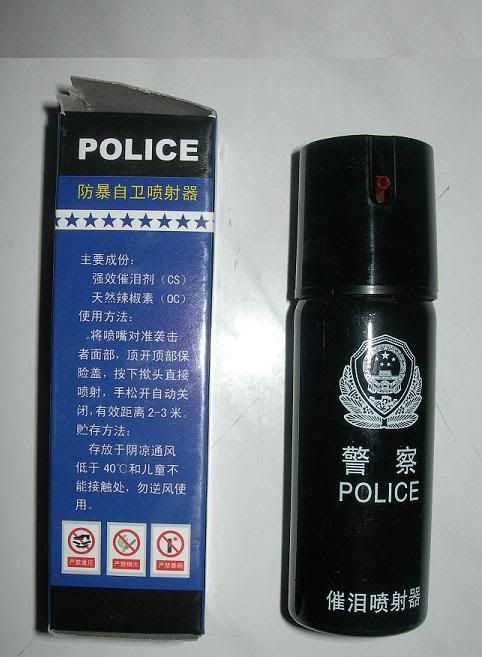 POLICE
防暴自卫喷射器
主要成份：
强效催泪剂（CS）
天然辣椒素（OC）
使用方法：
将喷嘴对准袭击
者面部，顶开顶部保
险盖，按下揿头直接
喷射，手松开自动关
闭，有效距离2-3米。
贮存方法：
存放于阴凉通风
低于40℃和儿童不
能接触处，勿逆风使
用。
严禁重压
严禁烟火
严禁暴晒
警察
POLICE
催泪喷射器